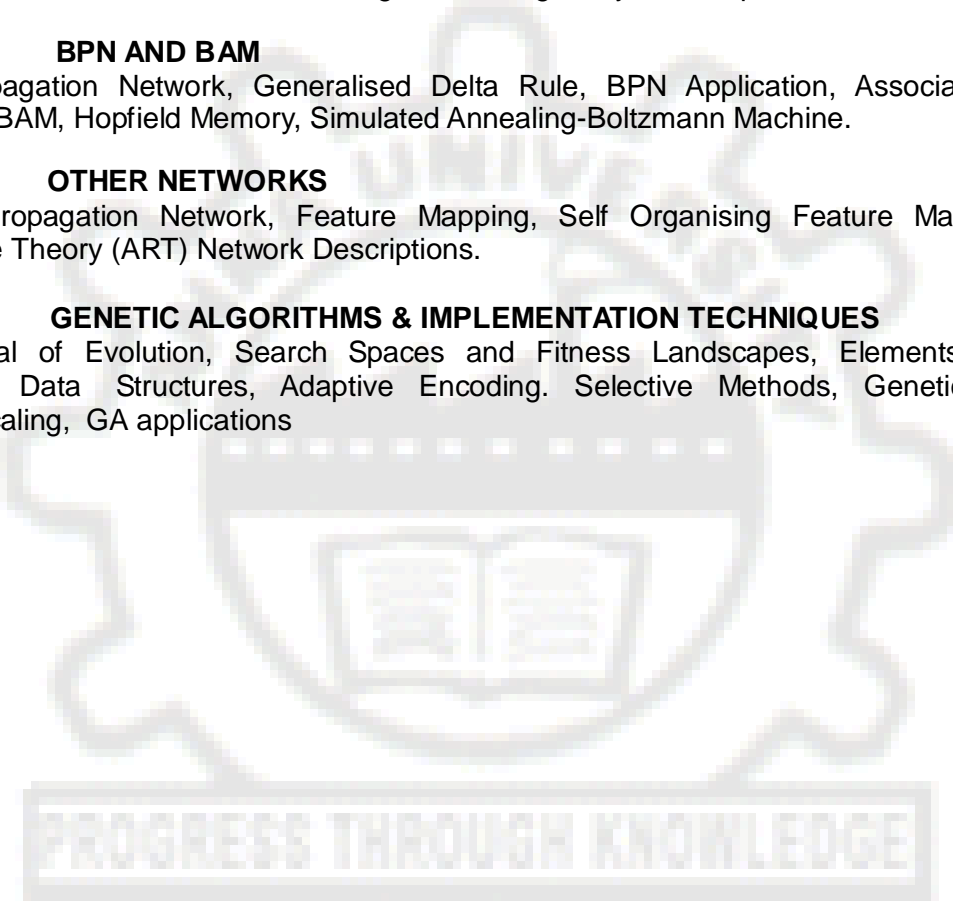 BPN AND BAM
pagation Network, Generalised Delta Rule, BPN Application, Associa
BAM, Hopfield Memory, Simulated Annealing-Boltzmann Machine.
OTHER NETWORKS
ropagation Network, Feature Mapping, Self Organising Feature Ma
e Theory (ART) Network Descriptions.
GENETIC ALGORITHMS & IMPLEMENTATION TECHNIQUES
al of Evolution, Search Spaces and Fitness Landscapes, Elements
Data Structures, Adaptive Encoding. Selective Methods, Genetic
caling, GA applications
UNIVERS
PROGRESS THROUGH KNOWLEDGE